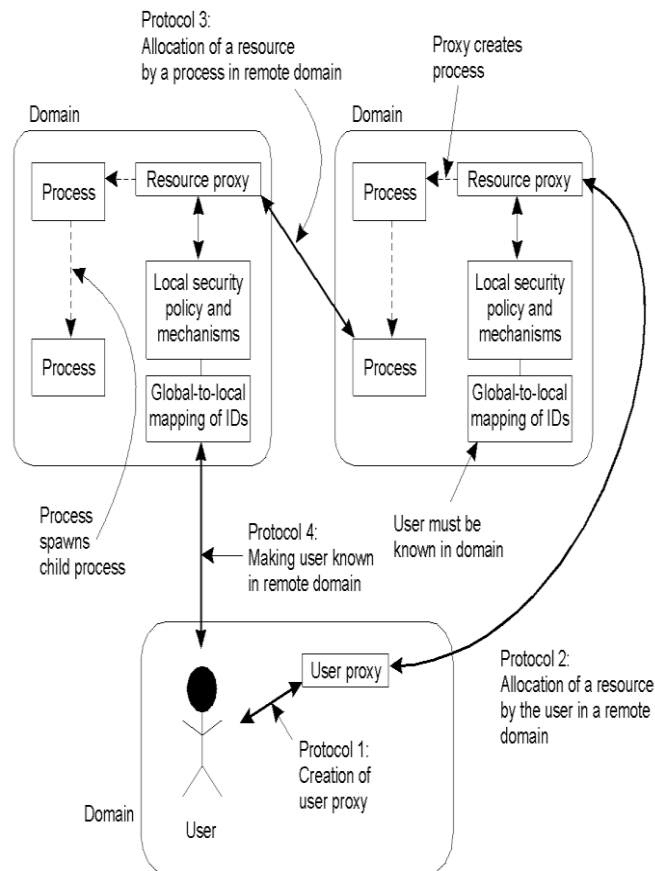 Protocol 3:
Allocation of a resource
by a process in remote domain
Proxy creates
process
Domain
Domain
Process
Resource proxy
Process
Resource proxy
Local security
policy and
mechanisms
Local security
policy and
mechanisms
Process
Process
Global-to-local
mapping of IDs
Global-to-local
mapping of IDs
Process
spawns
child process
Protocol 4:
Making user known
in remote domain
User must be
known in domain
User proxy
Protocol 2:
Allocation of a resource
by the user in a remote
domain
Protocol 1:
Creation of
user proxy
Domain
User